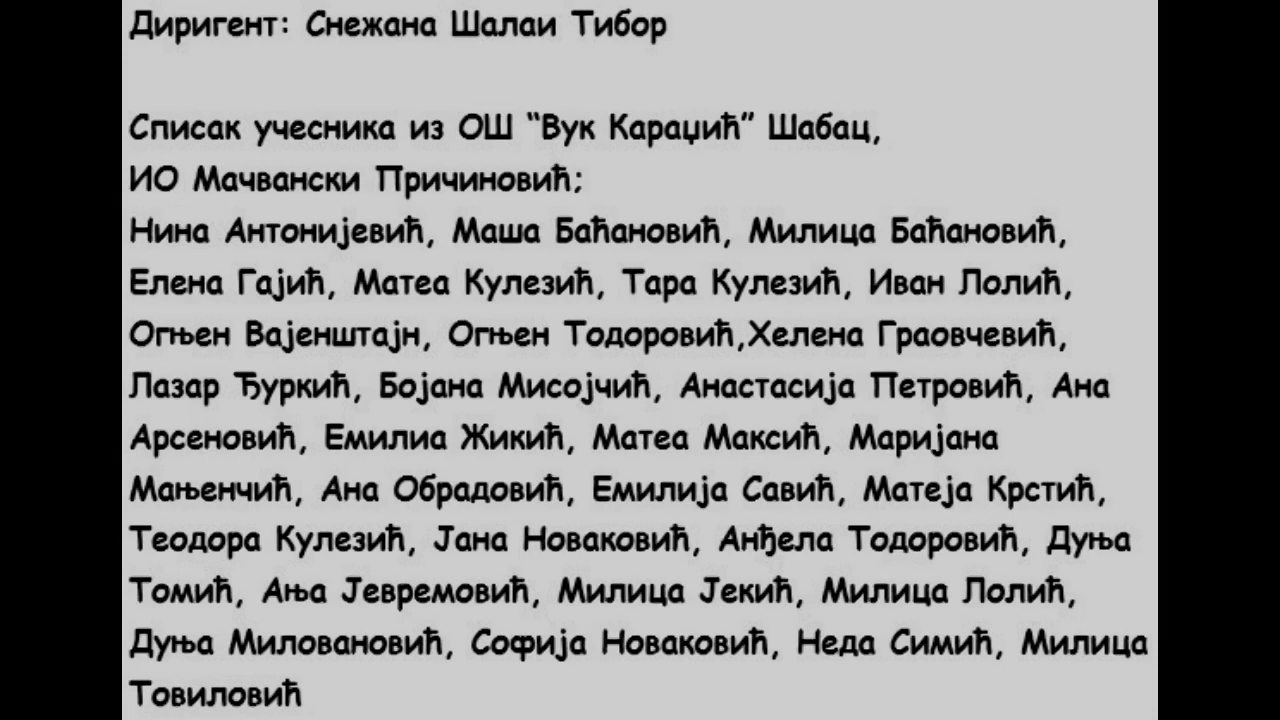 Диригент: Снежана Шалаи Тибор
Списак учесника из ОШ “Вук Караџић” Шабац,
ИО Мачвански Причиновић;
Нина Антонијевић, Маша Баћановић, Милица Баћановић,
Елена Гајић, Матеа Кулезић, Тара Кулезић, Иван Лолић,
Огњен Вајенштајн, Огњен Тодоровић,Хелена Граовчевић,
Лазар Ђуркић, Бојана Мисојчић, Анастасија Петровић, Ана
Арсеновић, Емилиа Жикић, Матеа Максић, Маријана
Мањенчић, Ана Обрадовић, Емилија Савић, Матеја Крстић,
Теодора Кулезић, Јана Новаковић, Анђела Тодоровић, Дуња
Томић, Ања Јевремовић, Милица Јекић, Милица Лолић,
Дуња Миловановић, Софија Новаковић, Неда Симић, Милица
Товиловић